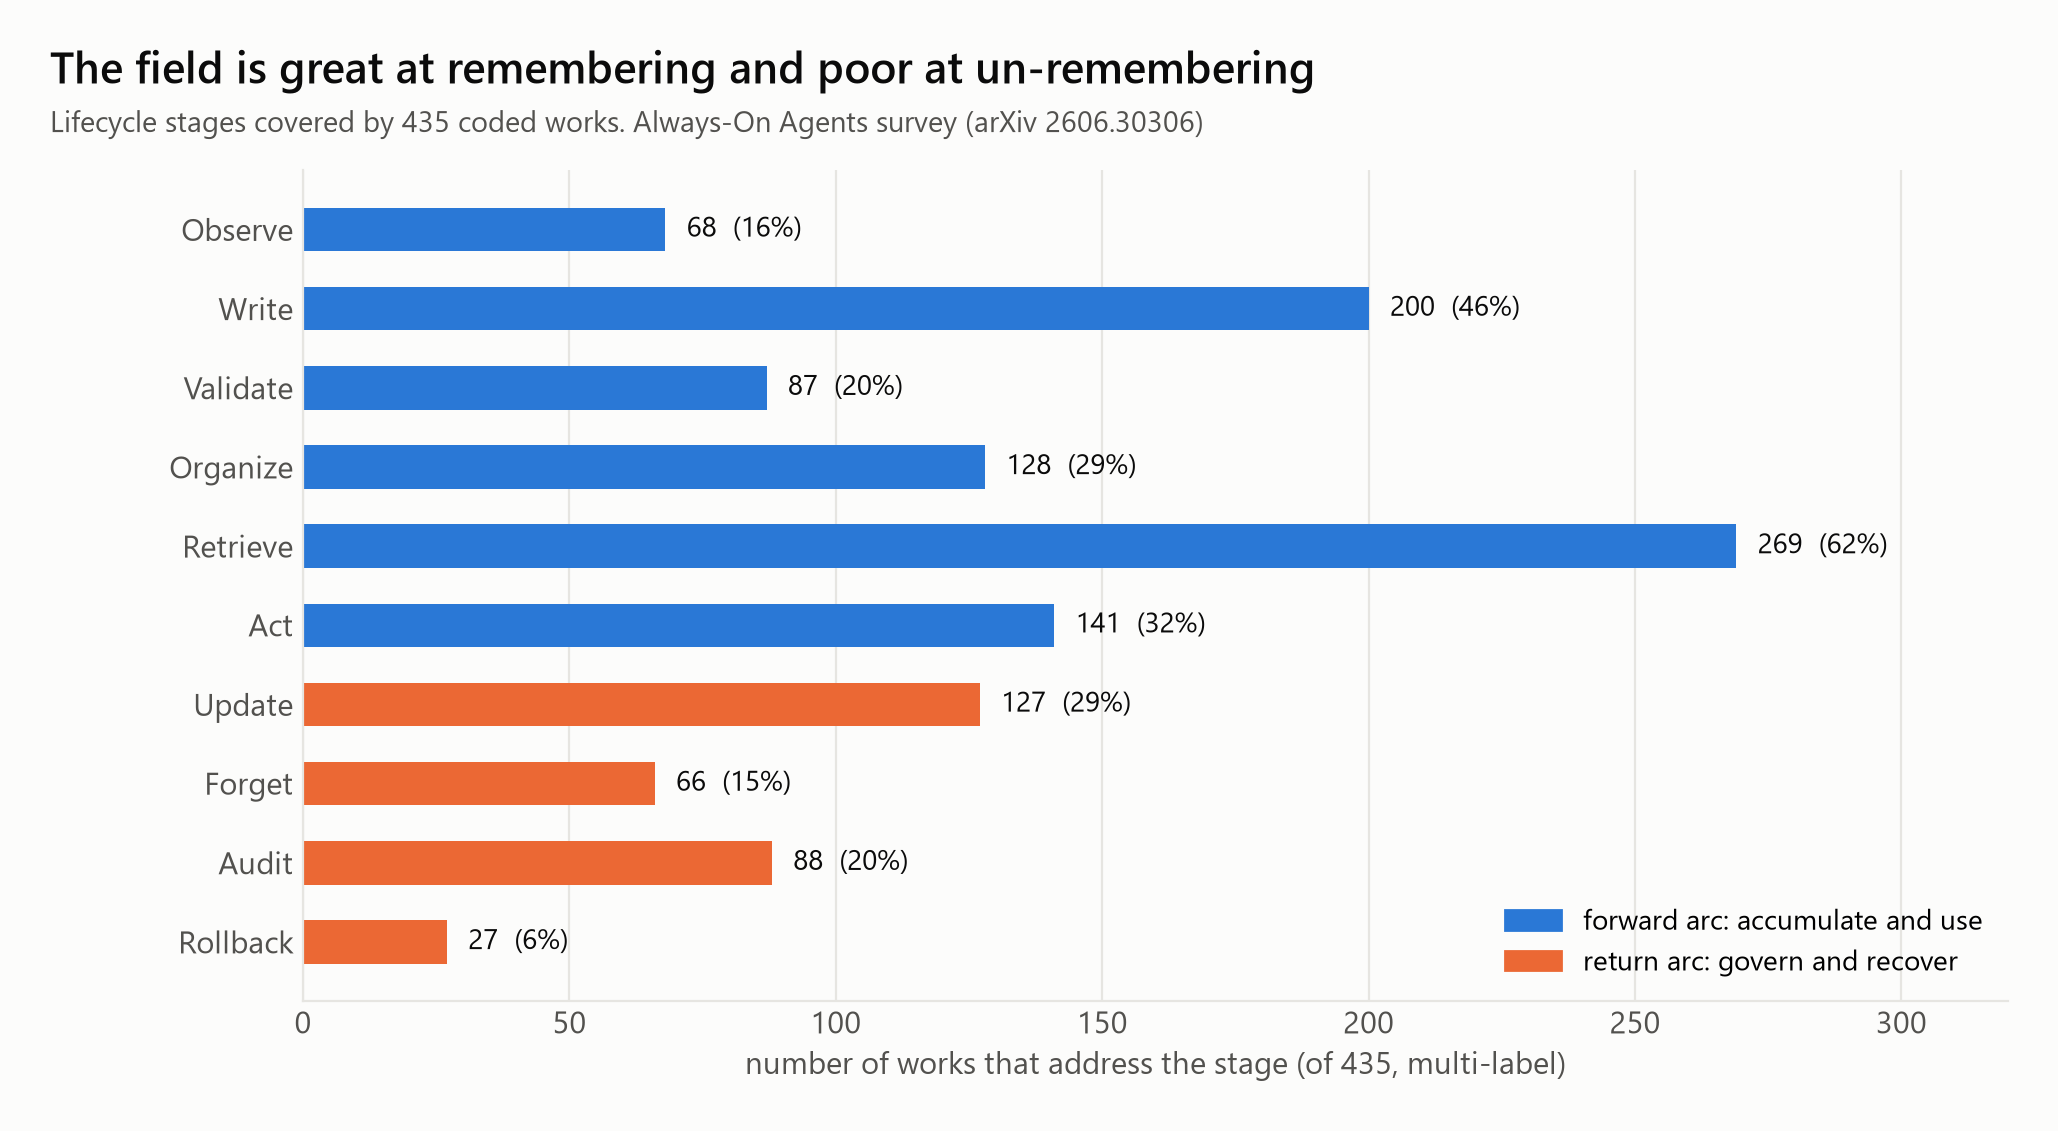 The field is great at remembering and poor at un-remembering
Lifecycle stages covered by 435 coded works. Always-On Agents survey (arXiv 2606.30306)
Observe 68 (16%)
Write 200 (46%)
Validate 87 (20%)
Organize 128 (29%)
Retrieve 269 (62%)
Act 141 (32%)
Update 127 (29%)
Forget 66 (15%)
Audit 88 (20%)
Rollback 27 (6%)
forward arc: accumulate and use
return arc: govern and recover
0 50 100 150 200 250 300
number of works that address the stage (of 435, multi-label)